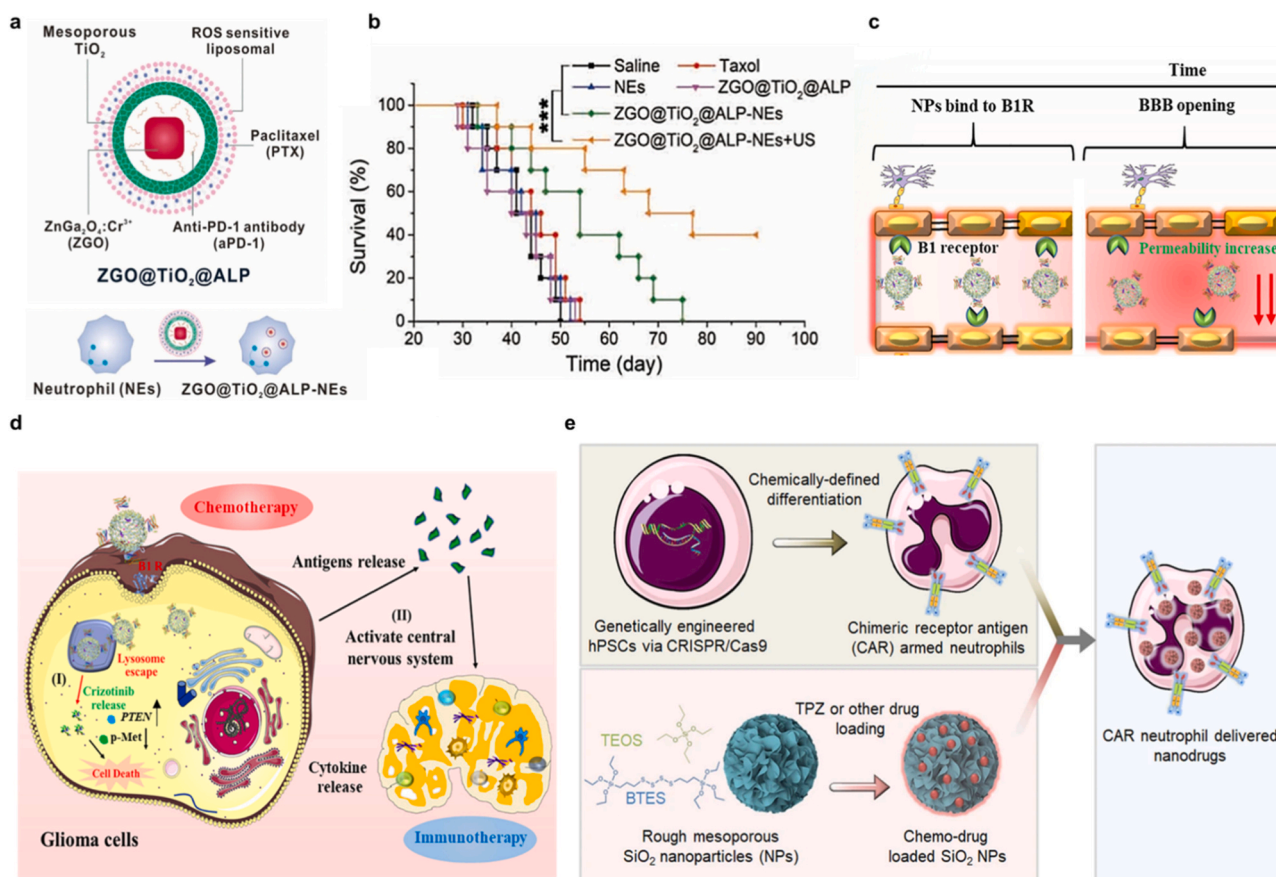 a
Mesoporous
TiO₂
ROS sensitive
liposomal
Paclitaxel
(PTX)
ZnGa₂O₄:Cr³⁺
(ZGO)
Anti-PD-1 antibody
(aPD-1)
ZGO@TiO₂@ALP
Neutrophil (NEs)
ZGO@TiO₂@ALP-NEs
b
Saline
Taxol
NEs
ZGO@TiO₂@ALP
ZGO@TiO₂@ALP-NEs
ZGO@TiO₂@ALP-NEs+US
***
Survival (%)
100
80
60
40
20
0
20 30 40 50 60 70 80 90 100
Time (day)
c
Time
NPs bind to B1R
BBB opening
B1 receptor
Permeability increase
d
Chemotherapy
B1R
Antigens release
(II)
Activate central
nervous system
Lysosome
escape
(I)
Crizotinib
release
PTEN
p-Met
Cell Death
Cytokine
release
Glioma cells
Immunotherapy
e
Chemically-defined
differentiation
Genetically engineered
hPSCs via CRISPR/Cas9
Chimeric receptor antigen
(CAR) armed neutrophils
TPZ or other drug
loading
TEOS
BTES
Rough mesoporous
SiO₂ nanoparticles (NPs)
Chemo-drug
loaded SiO₂ NPs
CAR neutrophil delivered
nanodrugs